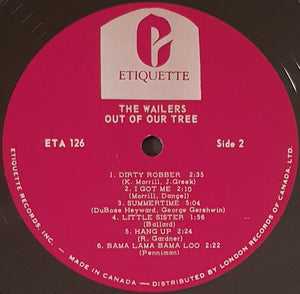 ETIQUETTE
THE WAILERS
OUT OF OUR TREE
ETA 126
Side 2
1. DIRTY ROBBER 2:35
(K. Morrill, J. Greek)
2. I GOT ME 2:10
(Morrill, Dangel)
3. SUMMERTIME 5:04
(DuBose Heyward, George Gershwin)
4. LITTLE SISTER 1:56
(Ballard)
5. HANG UP 2:24
(R. Gardner)
6. BAMA LAMA BAMA LOO 2:22
(Penniman)
ETIQUETTE RECORDS, INC. — MADE IN CANADA — DISTRIBUTED BY LONDON RECORDS OF CANADA, LTD.